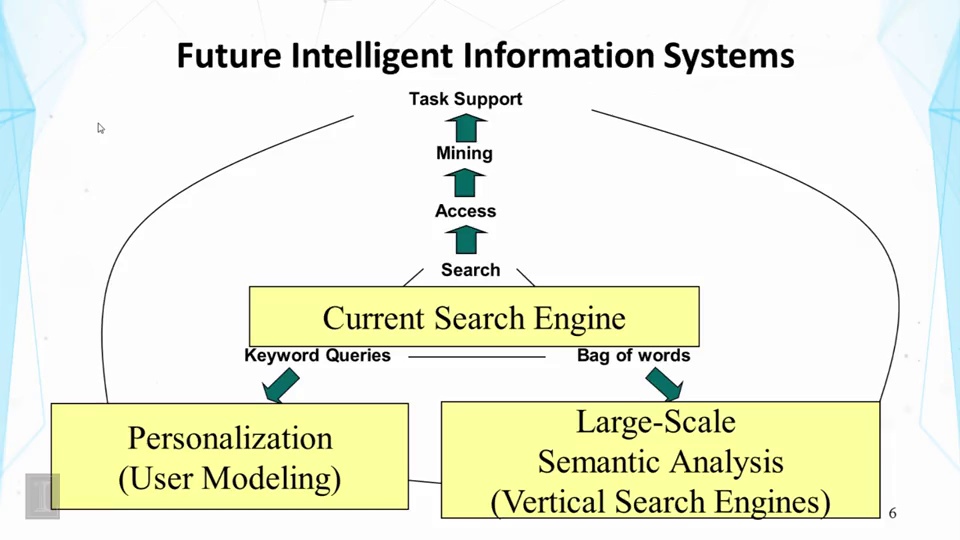 Future Intelligent Information Systems
Task Support
Mining
Access
Search
Current Search Engine
Keyword Queries
Bag of words
Personalization
(User Modeling)
Large-Scale
Semantic Analysis
(Vertical Search Engines)
6